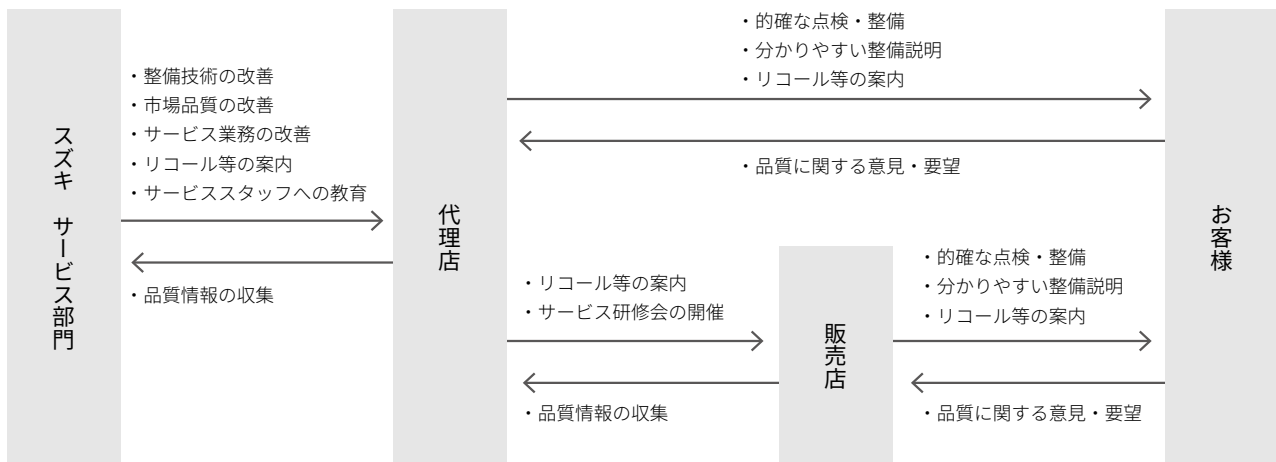 スズキ サービス部門
・整備技術の改善
・市場品質の改善
・サービス業務の改善
・リコール等の案内
・サービススタッフへの教育
・品質情報の収集
代理店
・的確な点検・整備
・分かりやすい整備説明
・リコール等の案内
・品質に関する意見・要望
・リコール等の案内
・サービス研修会の開催
・品質情報の収集
販売店
・的確な点検・整備
・分かりやすい整備説明
・リコール等の案内
・品質に関する意見・要望
お客様